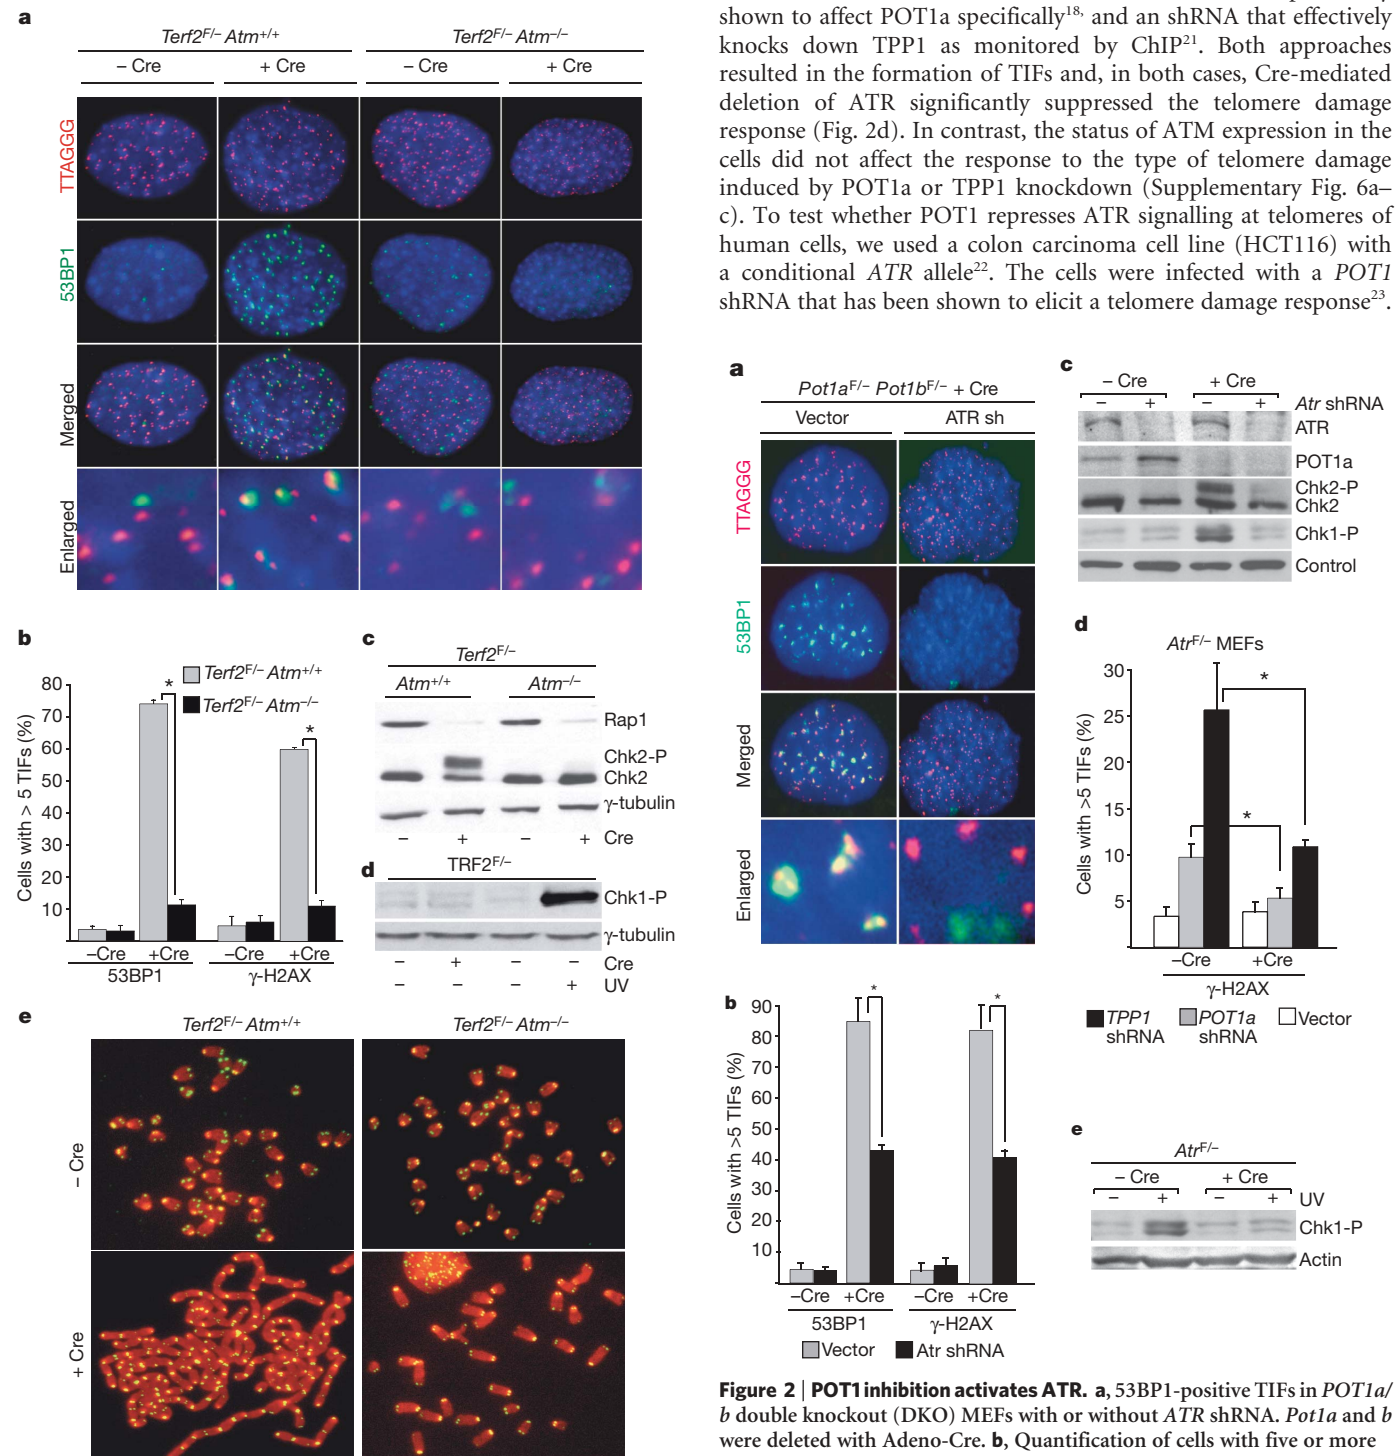 a
Terf2F/– Atm+/+ Terf2F/– Atm–/–
– Cre + Cre – Cre + Cre
TTAGGG
53BP1
Merged
Enlarged
b
Terf2F/– Atm+/+
Terf2F/– Atm–/–
Cells with > 5 TIFs (%)
80
70
60
50
40
30
20
10
* *
–Cre +Cre –Cre +Cre
53BP1 γ-H2AX
c
Terf2F/–
Atm+/+ Atm–/–
Rap1
Chk2-P
Chk2
γ-tubulin
– + – + Cre
d
TRF2F/–
Chk1-P
γ-tubulin
– + – – Cre
– – – + UV
e
Terf2F/– Atm+/+ Terf2F/– Atm–/–
– Cre
+ Cre
shown to affect POT1a specifically18, and an shRNA that effectively
knocks down TPP1 as monitored by ChIP21. Both approaches
resulted in the formation of TIFs and, in both cases, Cre-mediated
deletion of ATR significantly suppressed the telomere damage
response (Fig. 2d). In contrast, the status of ATM expression in the
cells did not affect the response to the type of telomere damage
induced by POT1a or TPP1 knockdown (Supplementary Fig. 6a–
c). To test whether POT1 represses ATR signalling at telomeres of
human cells, we used a colon carcinoma cell line (HCT116) with
a conditional ATR allele22. The cells were infected with a POT1
shRNA that has been shown to elicit a telomere damage response23.
a
Pot1aF/– Pot1bF/– + Cre
Vector ATR sh
TTAGGG
53BP1
Merged
Enlarged
b
Cells with >5 TIFs (%)
90
80
70
60
50
40
30
20
10
* *
–Cre +Cre –Cre +Cre
53BP1 γ-H2AX
Vector Atr shRNA
c
– Cre + Cre
– + – + Atr shRNA
ATR
POT1a
Chk2-P
Chk2
Chk1-P
Control
d
AtrF/– MEFs
Cells with >5 TIFs (%)
30
25
20
15
10
5
* *
–Cre +Cre
γ-H2AX
TPP1 shRNA POT1a shRNA Vector
e
AtrF/–
– Cre + Cre
– + – + UV
Chk1-P
Actin
Figure 2 | POT1 inhibition activates ATR. a, 53BP1-positive TIFs in POT1a/
b double knockout (DKO) MEFs with or without ATR shRNA. Pot1a and b
were deleted with Adeno-Cre. b, Quantification of cells with five or more